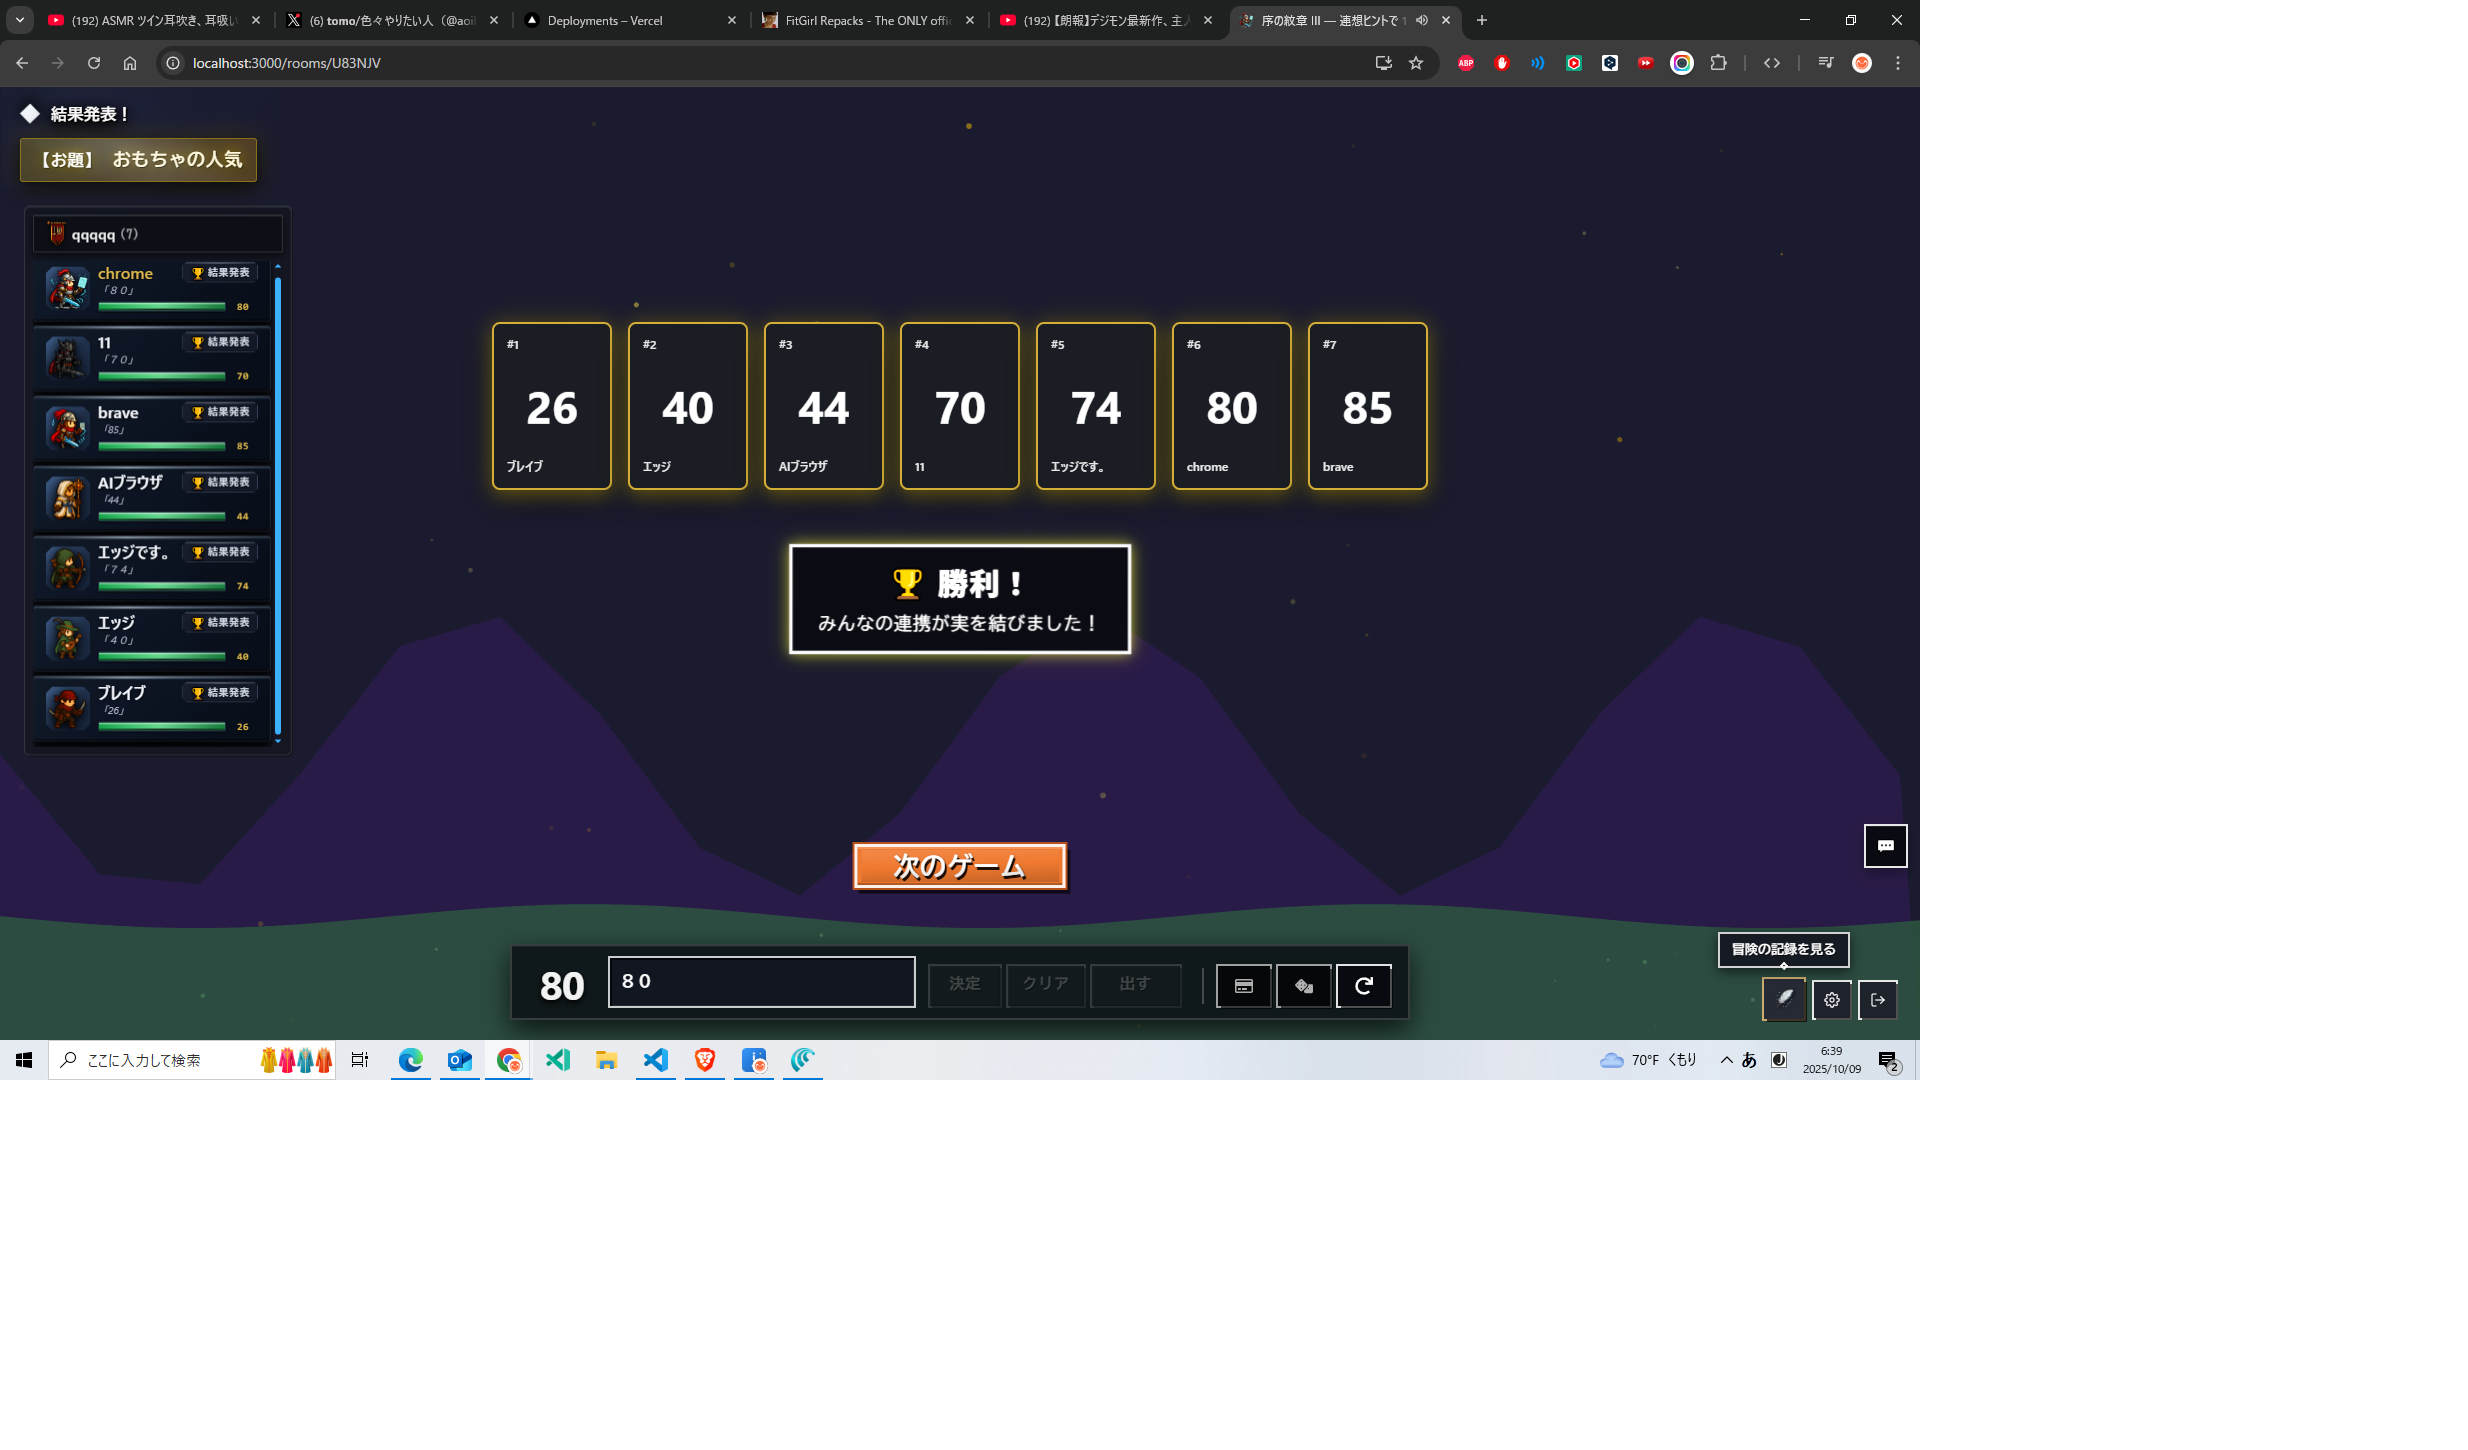 (192) ASMR ツイン耳吹き、耳吸い
(6) tomo/色々やりたい人（@aoi
Deployments – Vercel
FitGirl Repacks - The ONLY offic
(192)【朗報】デジモン最新作、主人
序の紋章 III — 連想ヒントで 1
localhost:3000/rooms/U83NJV
ABP
結果発表！
【お題】 おもちゃの人気
qqqqq (7)
chrome 結果発表
「８０」
80
11 結果発表
「７０」
70
brave 結果発表
「85」
85
AIブラウザ 結果発表
「44」
44
エッジです。 結果発表
「７４」
74
エッジ 結果発表
「４０」
40
ブレイブ 結果発表
「26」
26
#1 #2 #3 #4 #5 #6 #7
26 40 44 70 74 80 85
ブレイブ エッジ AIブラウザ 11 エッジです。 chrome brave
勝利！
みんなの連携が実を結びました！
次のゲーム
80 ８０ 決定 クリア 出す
冒険の記録を見る
ここに入力して検索
70°F くもり あ
6:39
2025/10/09
2